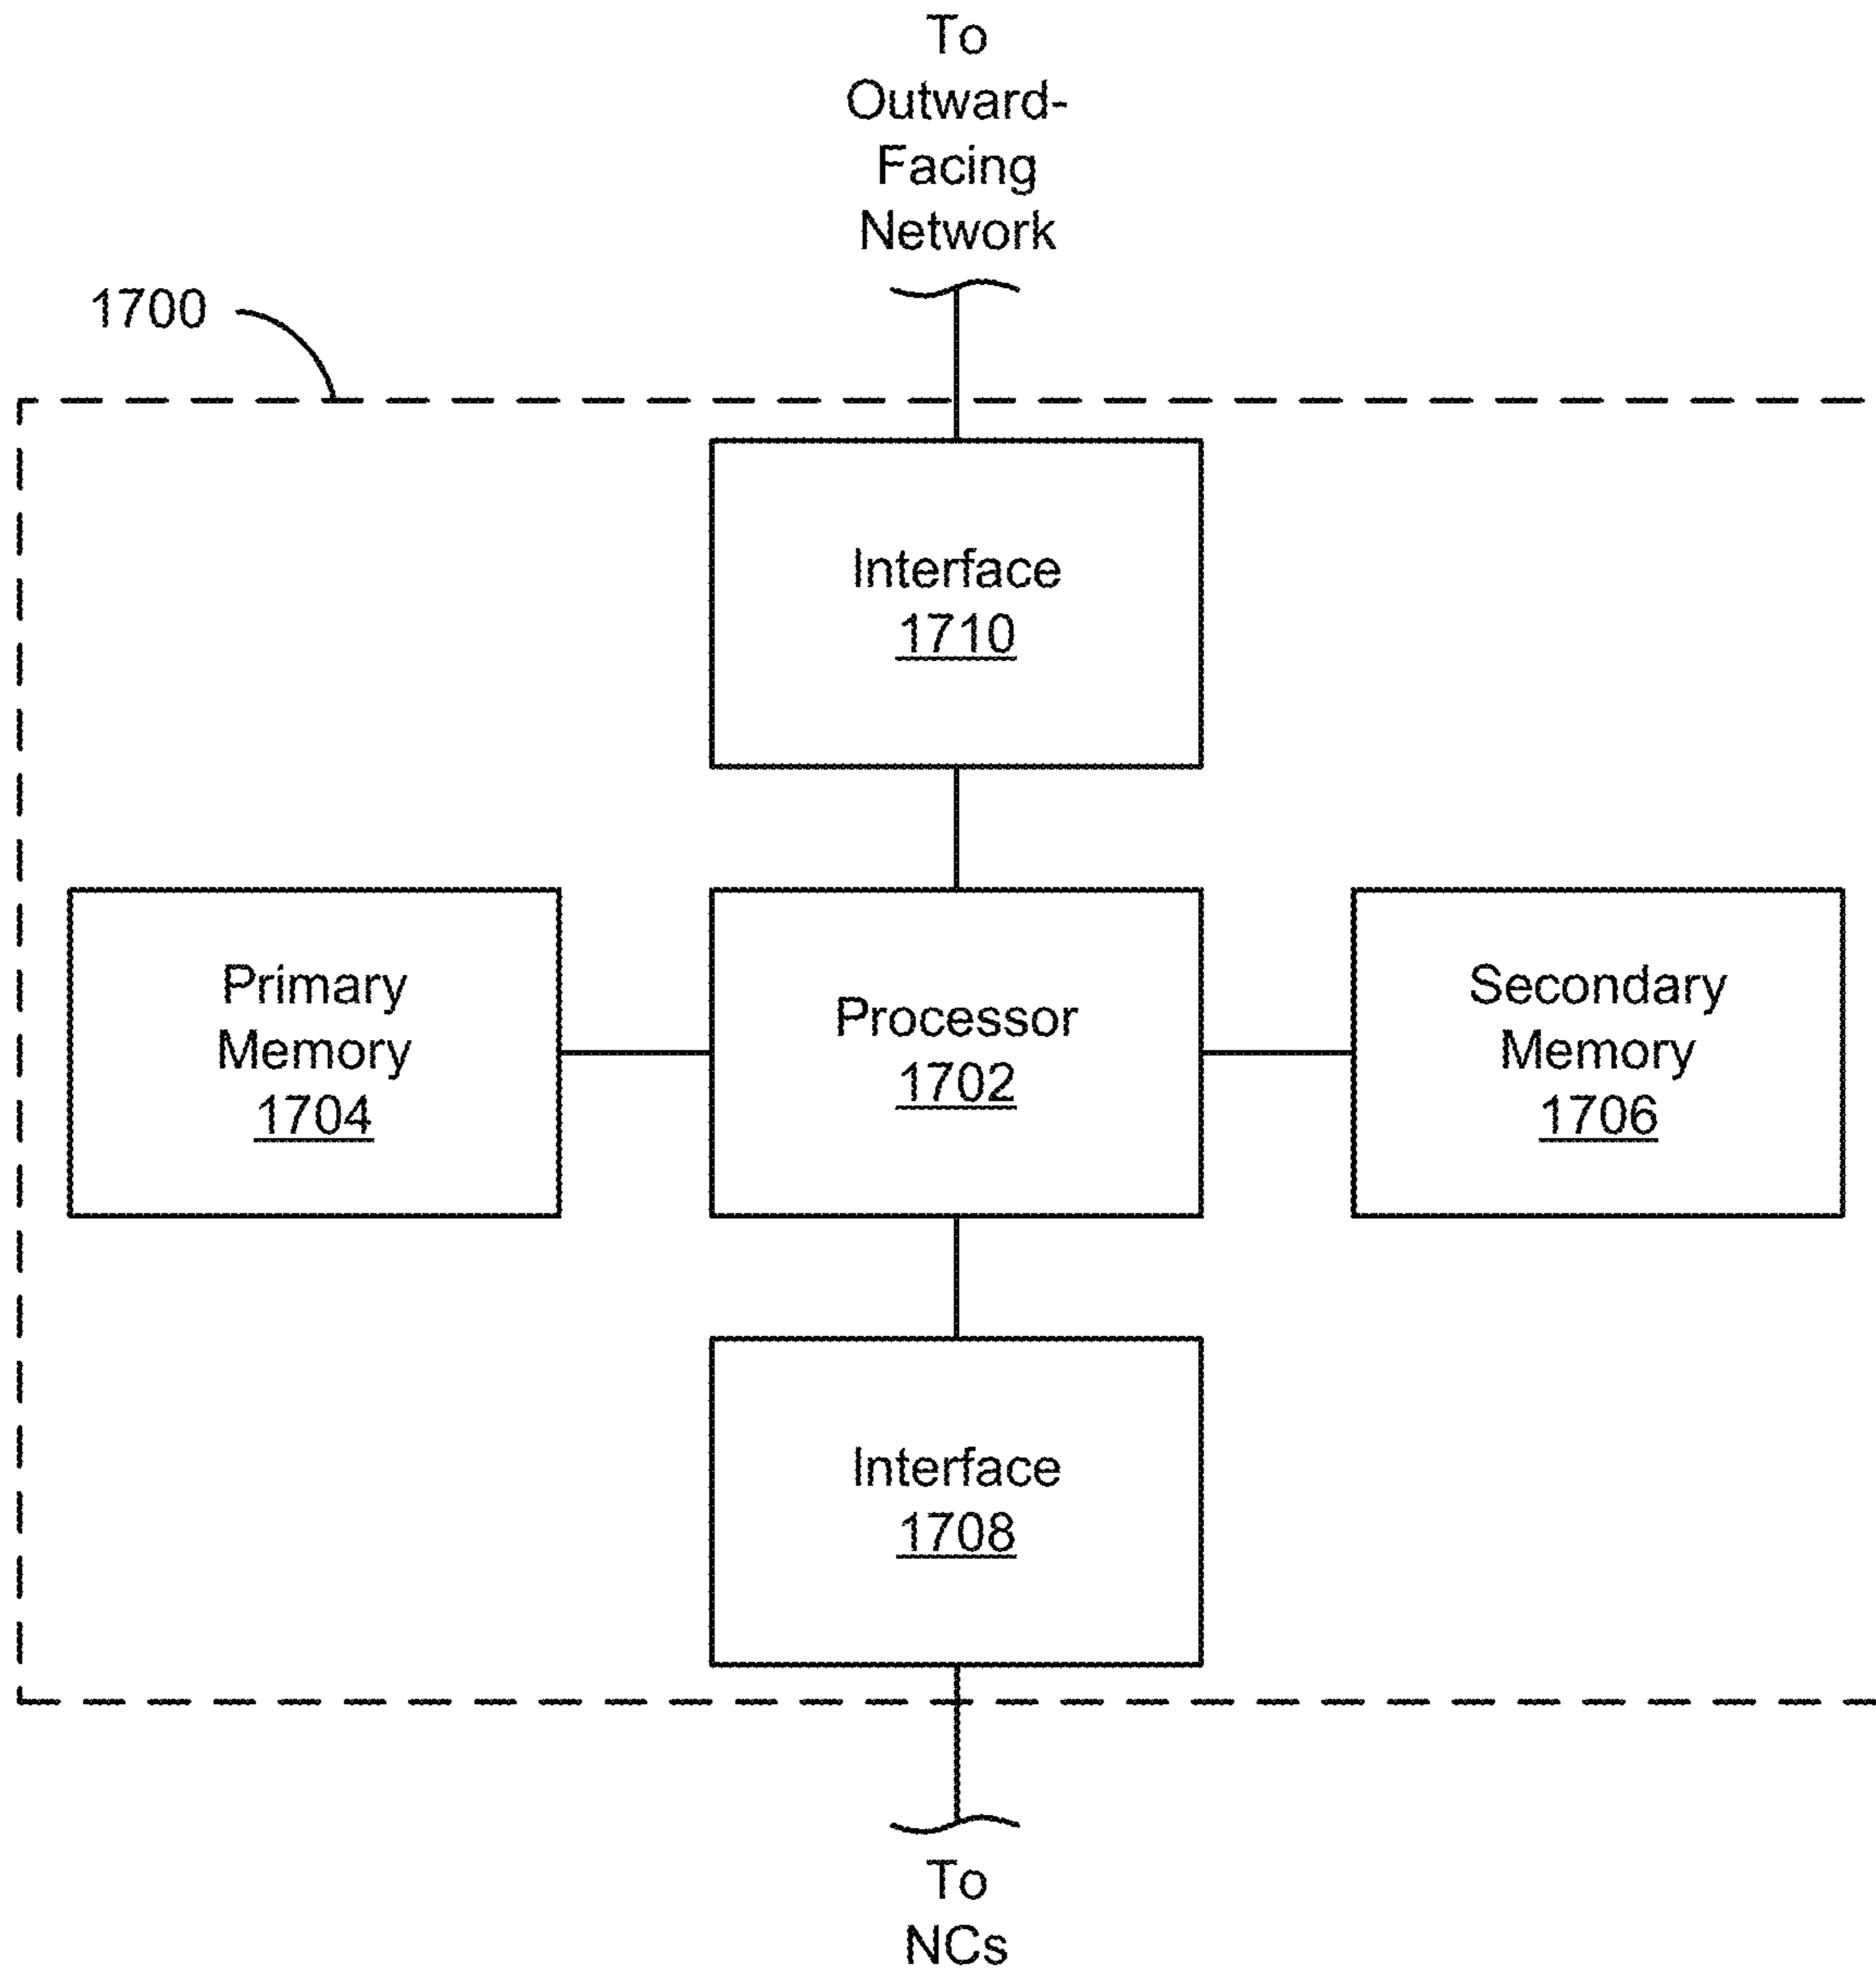 To
Outward-
Facing
Network
1700
Interface
1710
Primary
Memory
1704
Processor
1702
Secondary
Memory
1706
Interface
1708
To
NCs